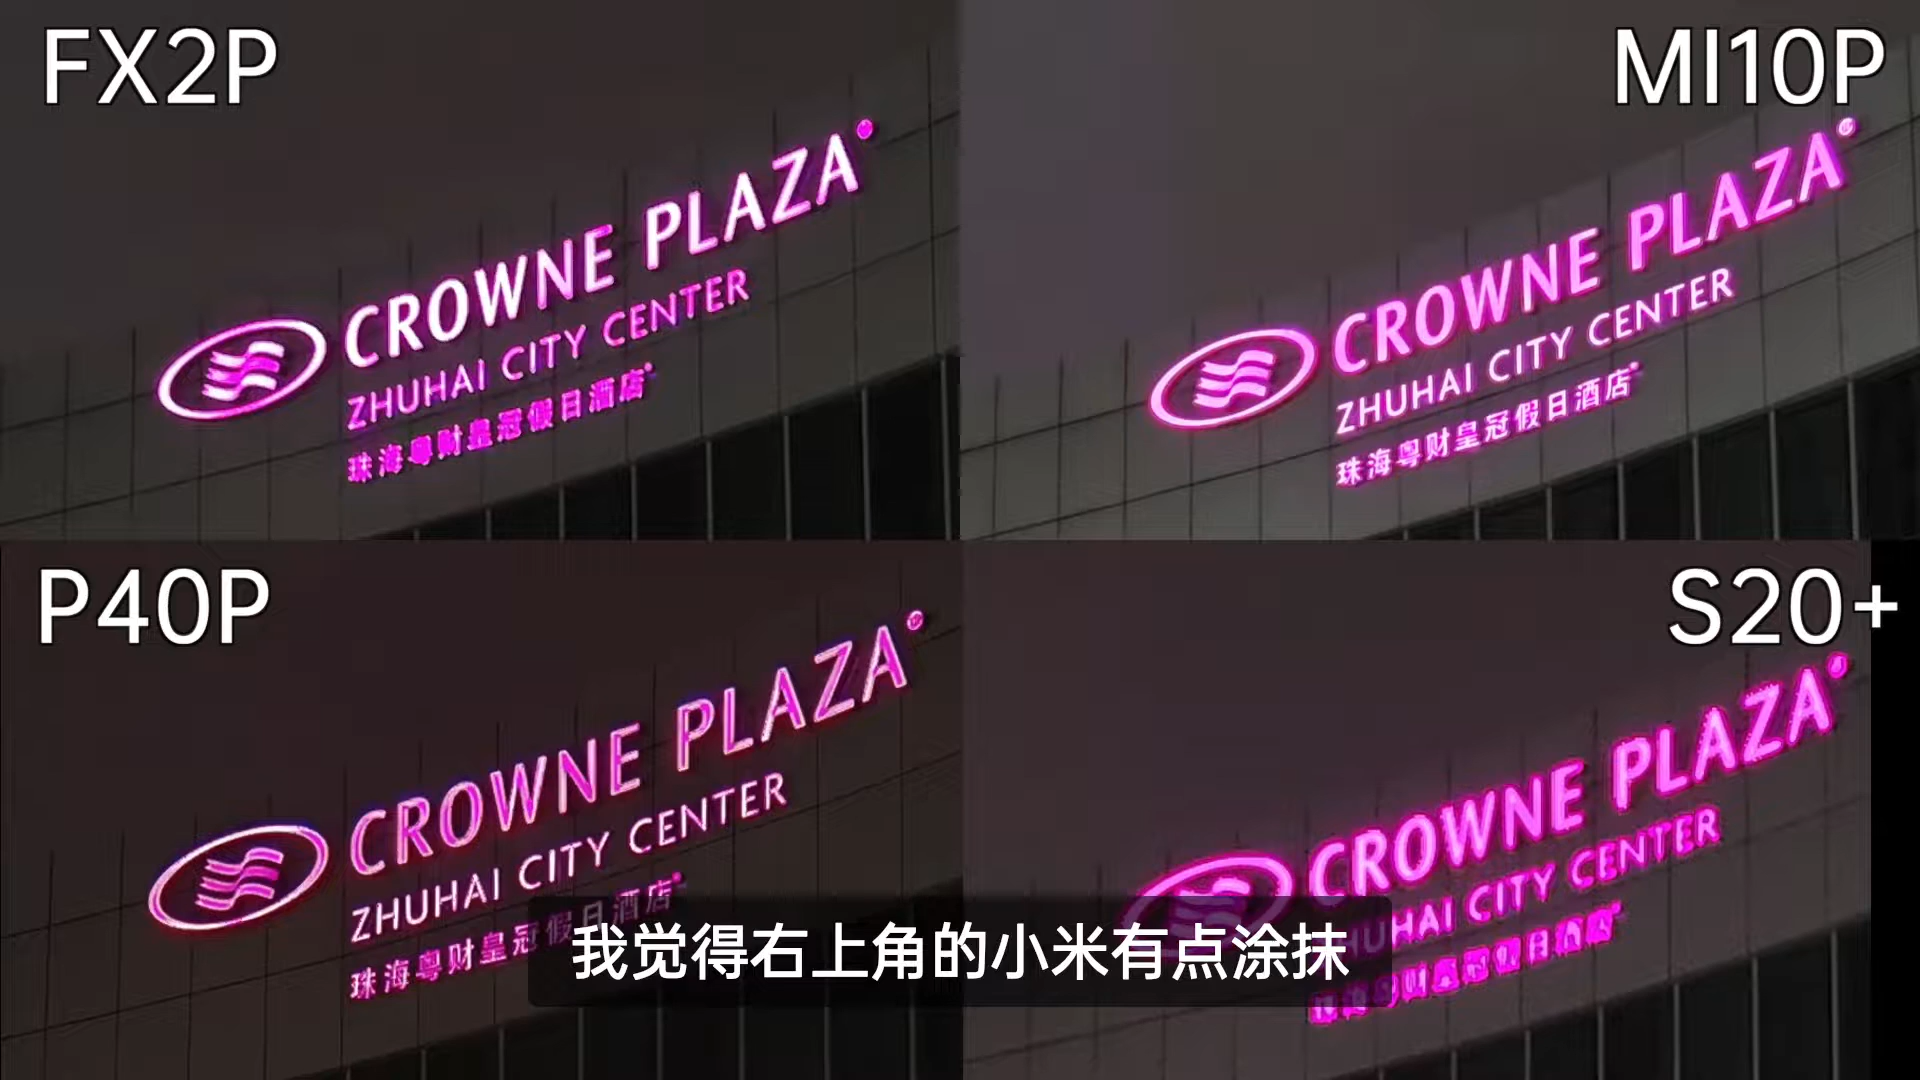 FX2P
MI10P
CROWNE PLAZA
ZHUHAI CITY CENTER
珠海粤财皇冠假日酒店
CROWNE PLAZA
ZHUHAI CITY CENTER
珠海粤财皇冠假日酒店
P40P
S20+
CROWNE PLAZA
ZHUHAI CITY CENTER
珠海粤财皇冠假日酒店
CROWNE PLAZA
HUHAI CITY CENTER
我觉得右上角的小米有点涂抹